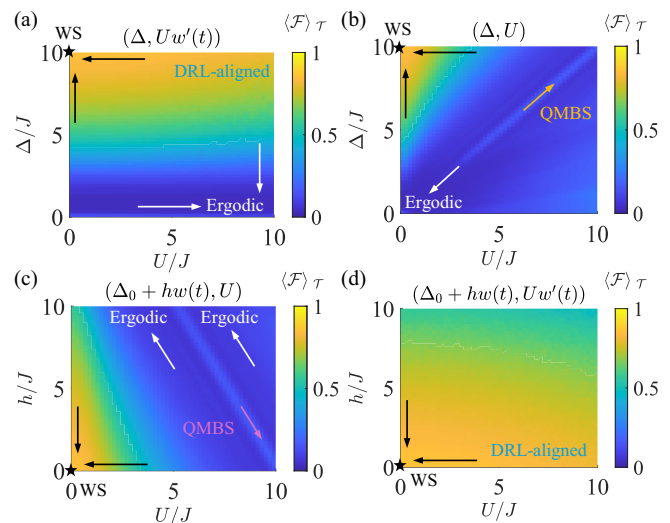 (a)
WS
(Δ, Uw′(t))
⟨F⟩ 𝒯
10
5
0
Δ/J
DRL-aligned
Ergodic
0
5
10
U/J
1
0.5
0
(b)
WS
(Δ, U)
⟨F⟩ 𝒯
10
5
0
Δ/J
QMBS
Ergodic
0
5
10
U/J
1
0.5
0
(c)
(Δ₀ + hw(t), U)
⟨F⟩ 𝒯
10
5
0
h/J
Ergodic
Ergodic
QMBS
WS
0
5
10
U/J
1
0.5
0
(d)
(Δ₀ + hw(t), Uw′(t))
⟨F⟩ 𝒯
10
5
0
h/J
DRL-aligned
WS
0
5
10
U/J
1
0.5
0